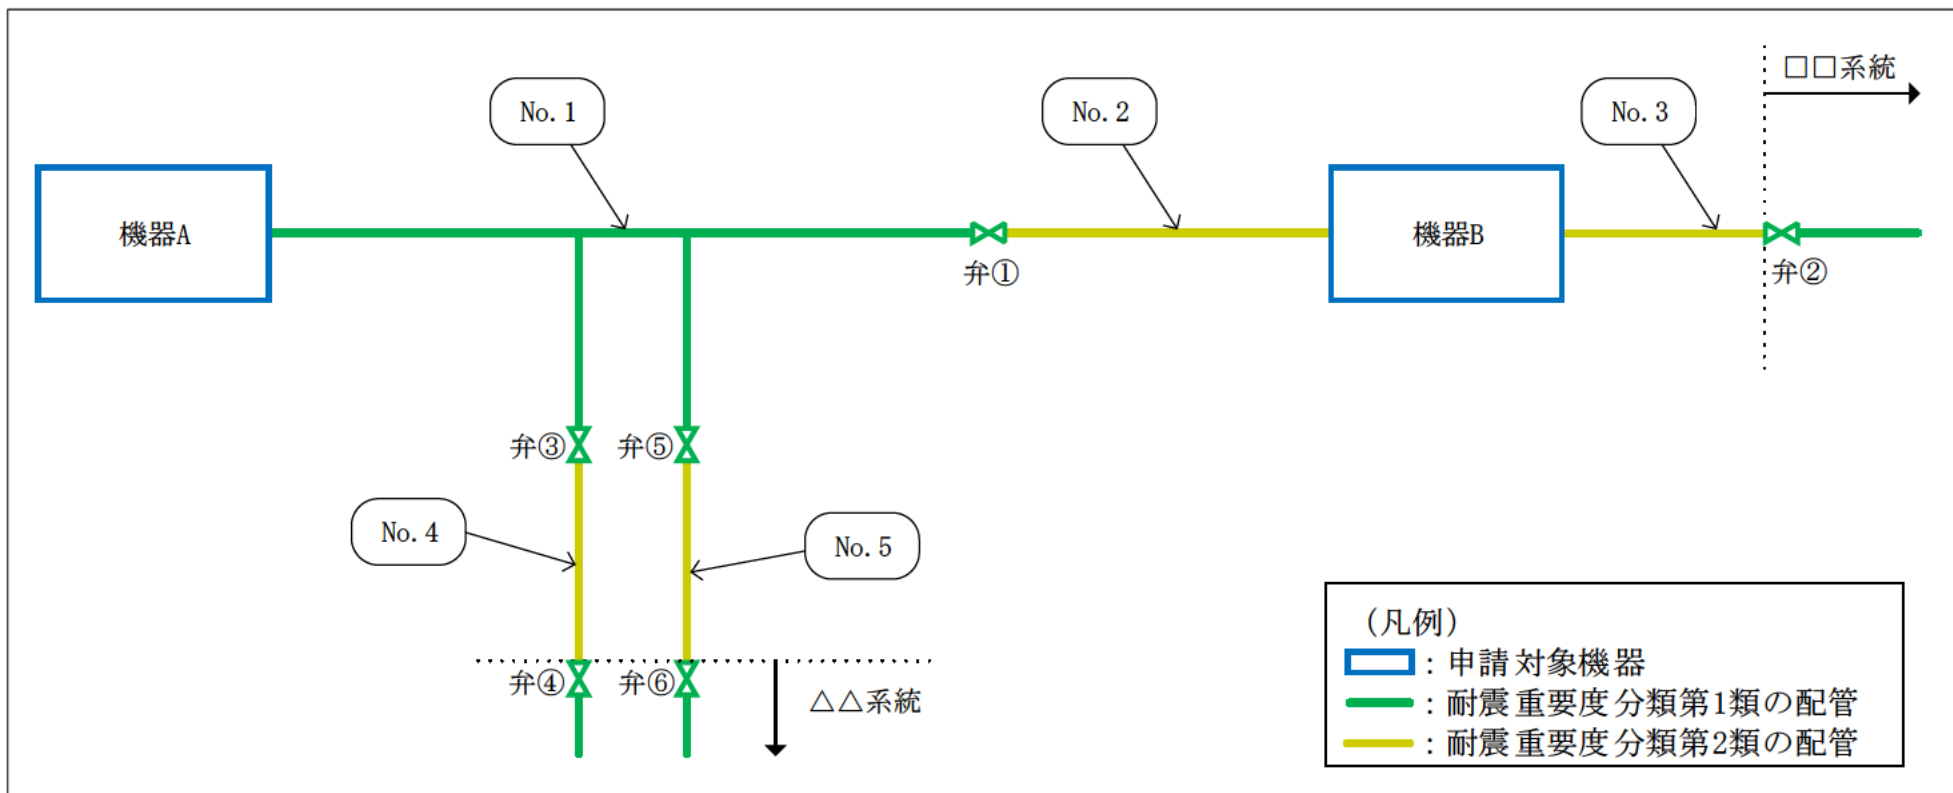 □□系統
No.1
No.2
No.3
機器A
機器B
弁①
弁②
弁③
弁⑤
No.4
No.5
弁④
弁⑥
△△系統
(凡例)
：申請対象機器
：耐震重要度分類第1類の配管
：耐震重要度分類第2類の配管